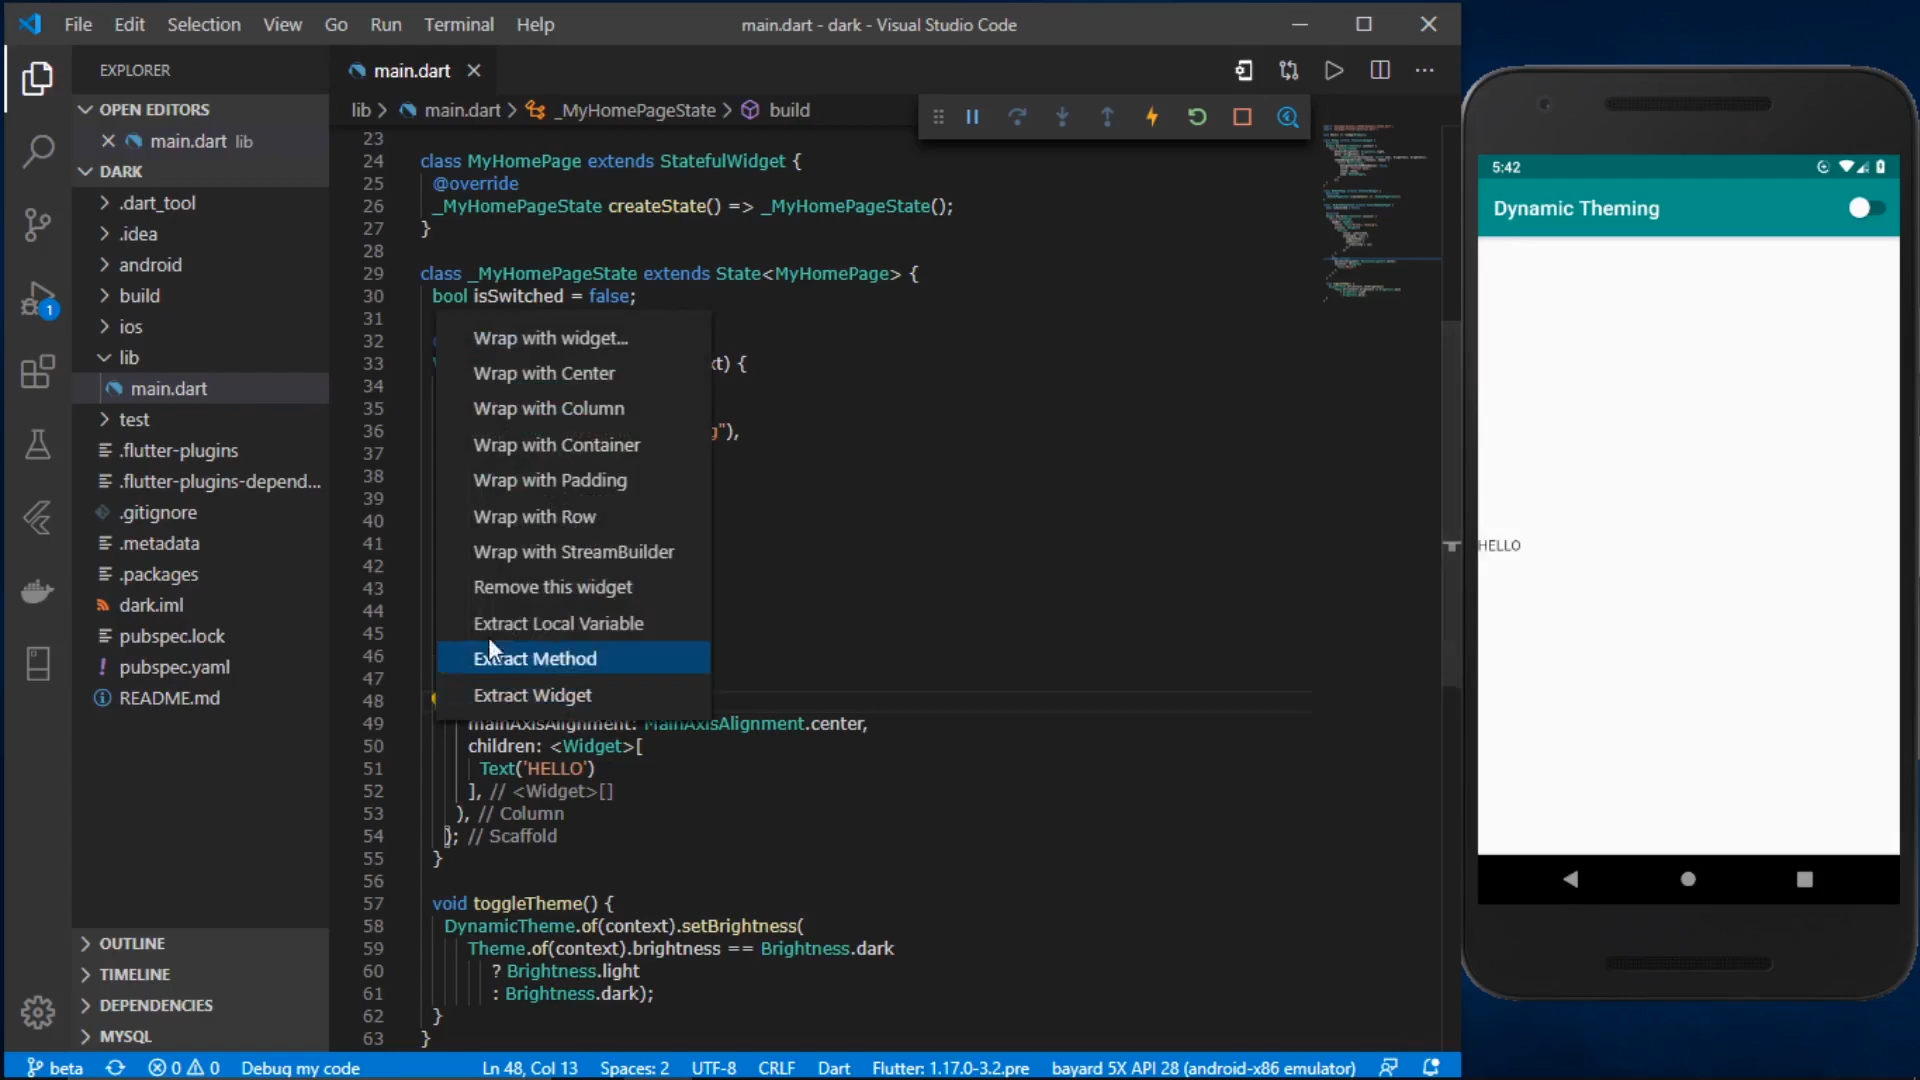 File Edit Selection View Go Run Terminal Help
main.dart - dark - Visual Studio Code
EXPLORER
OPEN EDITORS
main.dart lib
DARK
.dart_tool
.idea
android
build
ios
lib
main.dart
test
.flutter-plugins
.flutter-plugins-depend...
.gitignore
.metadata
.packages
dark.iml
pubspec.lock
pubspec.yaml
README.md
OUTLINE
TIMELINE
DEPENDENCIES
MYSQL
1
main.dart
lib > main.dart > _MyHomePageState > build
23
24 class MyHomePage extends StatefulWidget {
25 @override
26 _MyHomePageState createState() => _MyHomePageState();
27 }
28
29 class _MyHomePageState extends State<MyHomePage> {
30 bool isSwitched = false;
31
32
33 xt) {
34
35
36 g"),
37
38
39
40
41
42
43
44
45
46
47
48
Wrap with widget...
Wrap with Center
Wrap with Column
Wrap with Container
Wrap with Padding
Wrap with Row
Wrap with StreamBuilder
Remove this widget
Extract Local Variable
Extract Method
Extract Widget
49 mainAxisAlignment: MainAxisAlignment.center,
50 children: <Widget>[
51 Text('HELLO')
52 ], // <Widget>[]
53 ), // Column
54 ); // Scaffold
55 }
56
57 void toggleTheme() {
58 DynamicTheme.of(context).setBrightness(
59 Theme.of(context).brightness == Brightness.dark
60 ? Brightness.light
61 : Brightness.dark);
62 }
63 }
beta 0 0 Debug my code Ln 48, Col 13 Spaces: 2 UTF-8 CRLF Dart Flutter: 1.17.0-3.2.pre bayard 5X API 28 (android-x86 emulator)
5:42
Dynamic Theming
HELLO